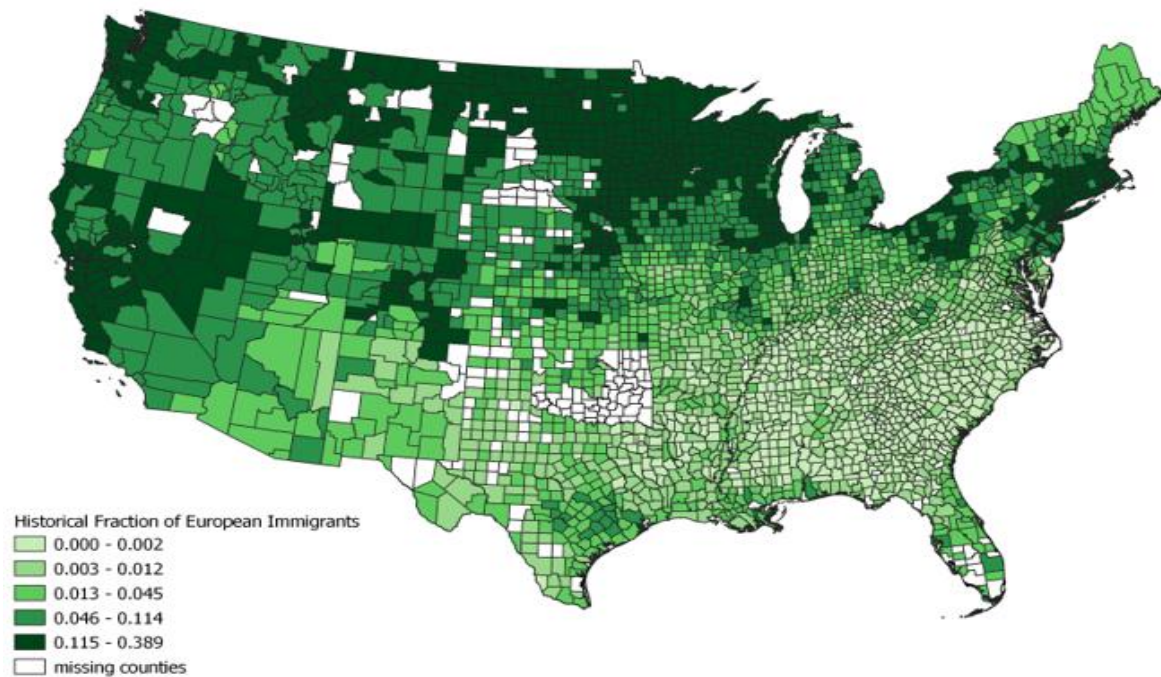 Historical Fraction of European Immigrants
0.000 - 0.002
0.003 - 0.012
0.013 - 0.045
0.046 - 0.114
0.115 - 0.389
missing counties